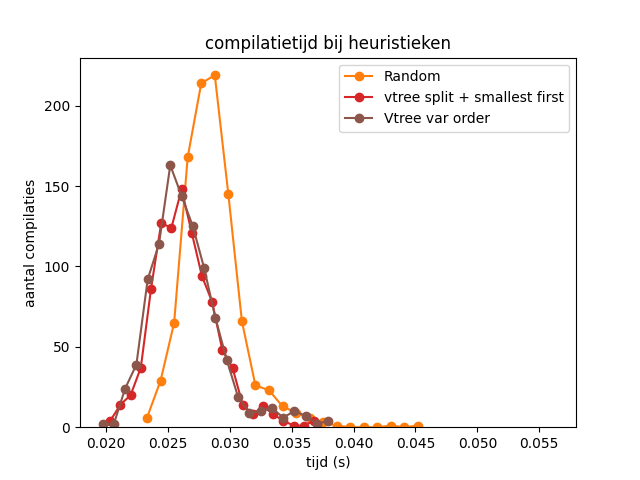 compilatietijd bij heuristieken
Random
vtree split + smallest first
Vtree var order
aantal compilaties
200
150
100
50
0
0.020 0.025 0.030 0.035 0.040 0.045 0.050 0.055
tijd (s)